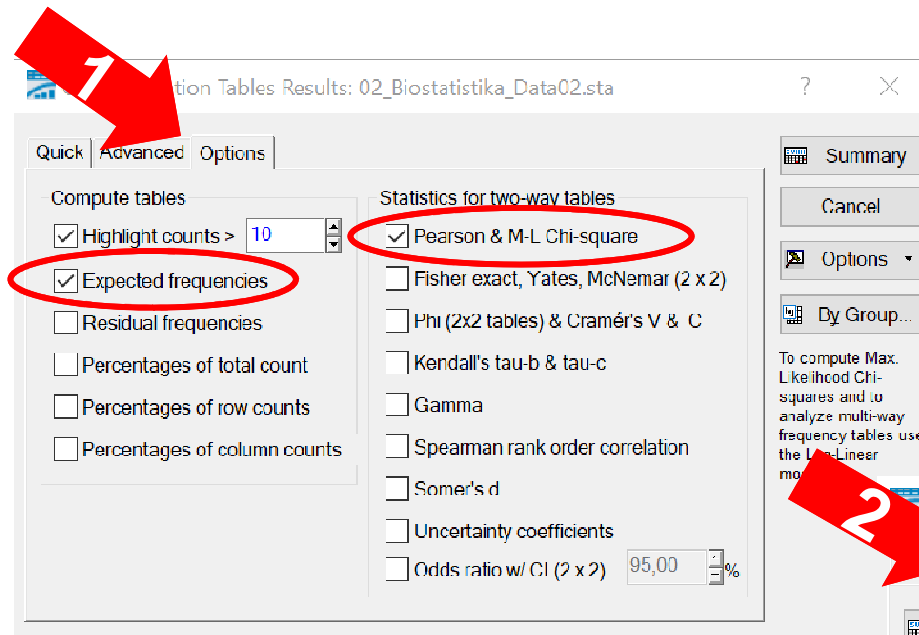 1
tion Tables Results: 02_Biostatistika_Data02.sta
?
Quick
Advanced
Options
Compute tables
Highlight counts >
10
Expected frequencies
Residual frequencies
Percentages of total count
Percentages of row counts
Percentages of column counts
Statistics for two-way tables
Pearson & M-L Chi-square
Fisher exact, Yates, McNemar (2 x 2)
Phi (2x2 tables) & Cramér's V & C
Kendall's tau-b & tau-c
Gamma
Spearman rank order correlation
Somer's d
Uncertainty coefficients
Odds ratio w/ CI (2 x 2)
95,00
%
Summary
Cancel
Options
By Group...
To compute Max.
Likelihood Chi-
squares and to
analyze multi-way
frequency tables use
the Log-Linear
2